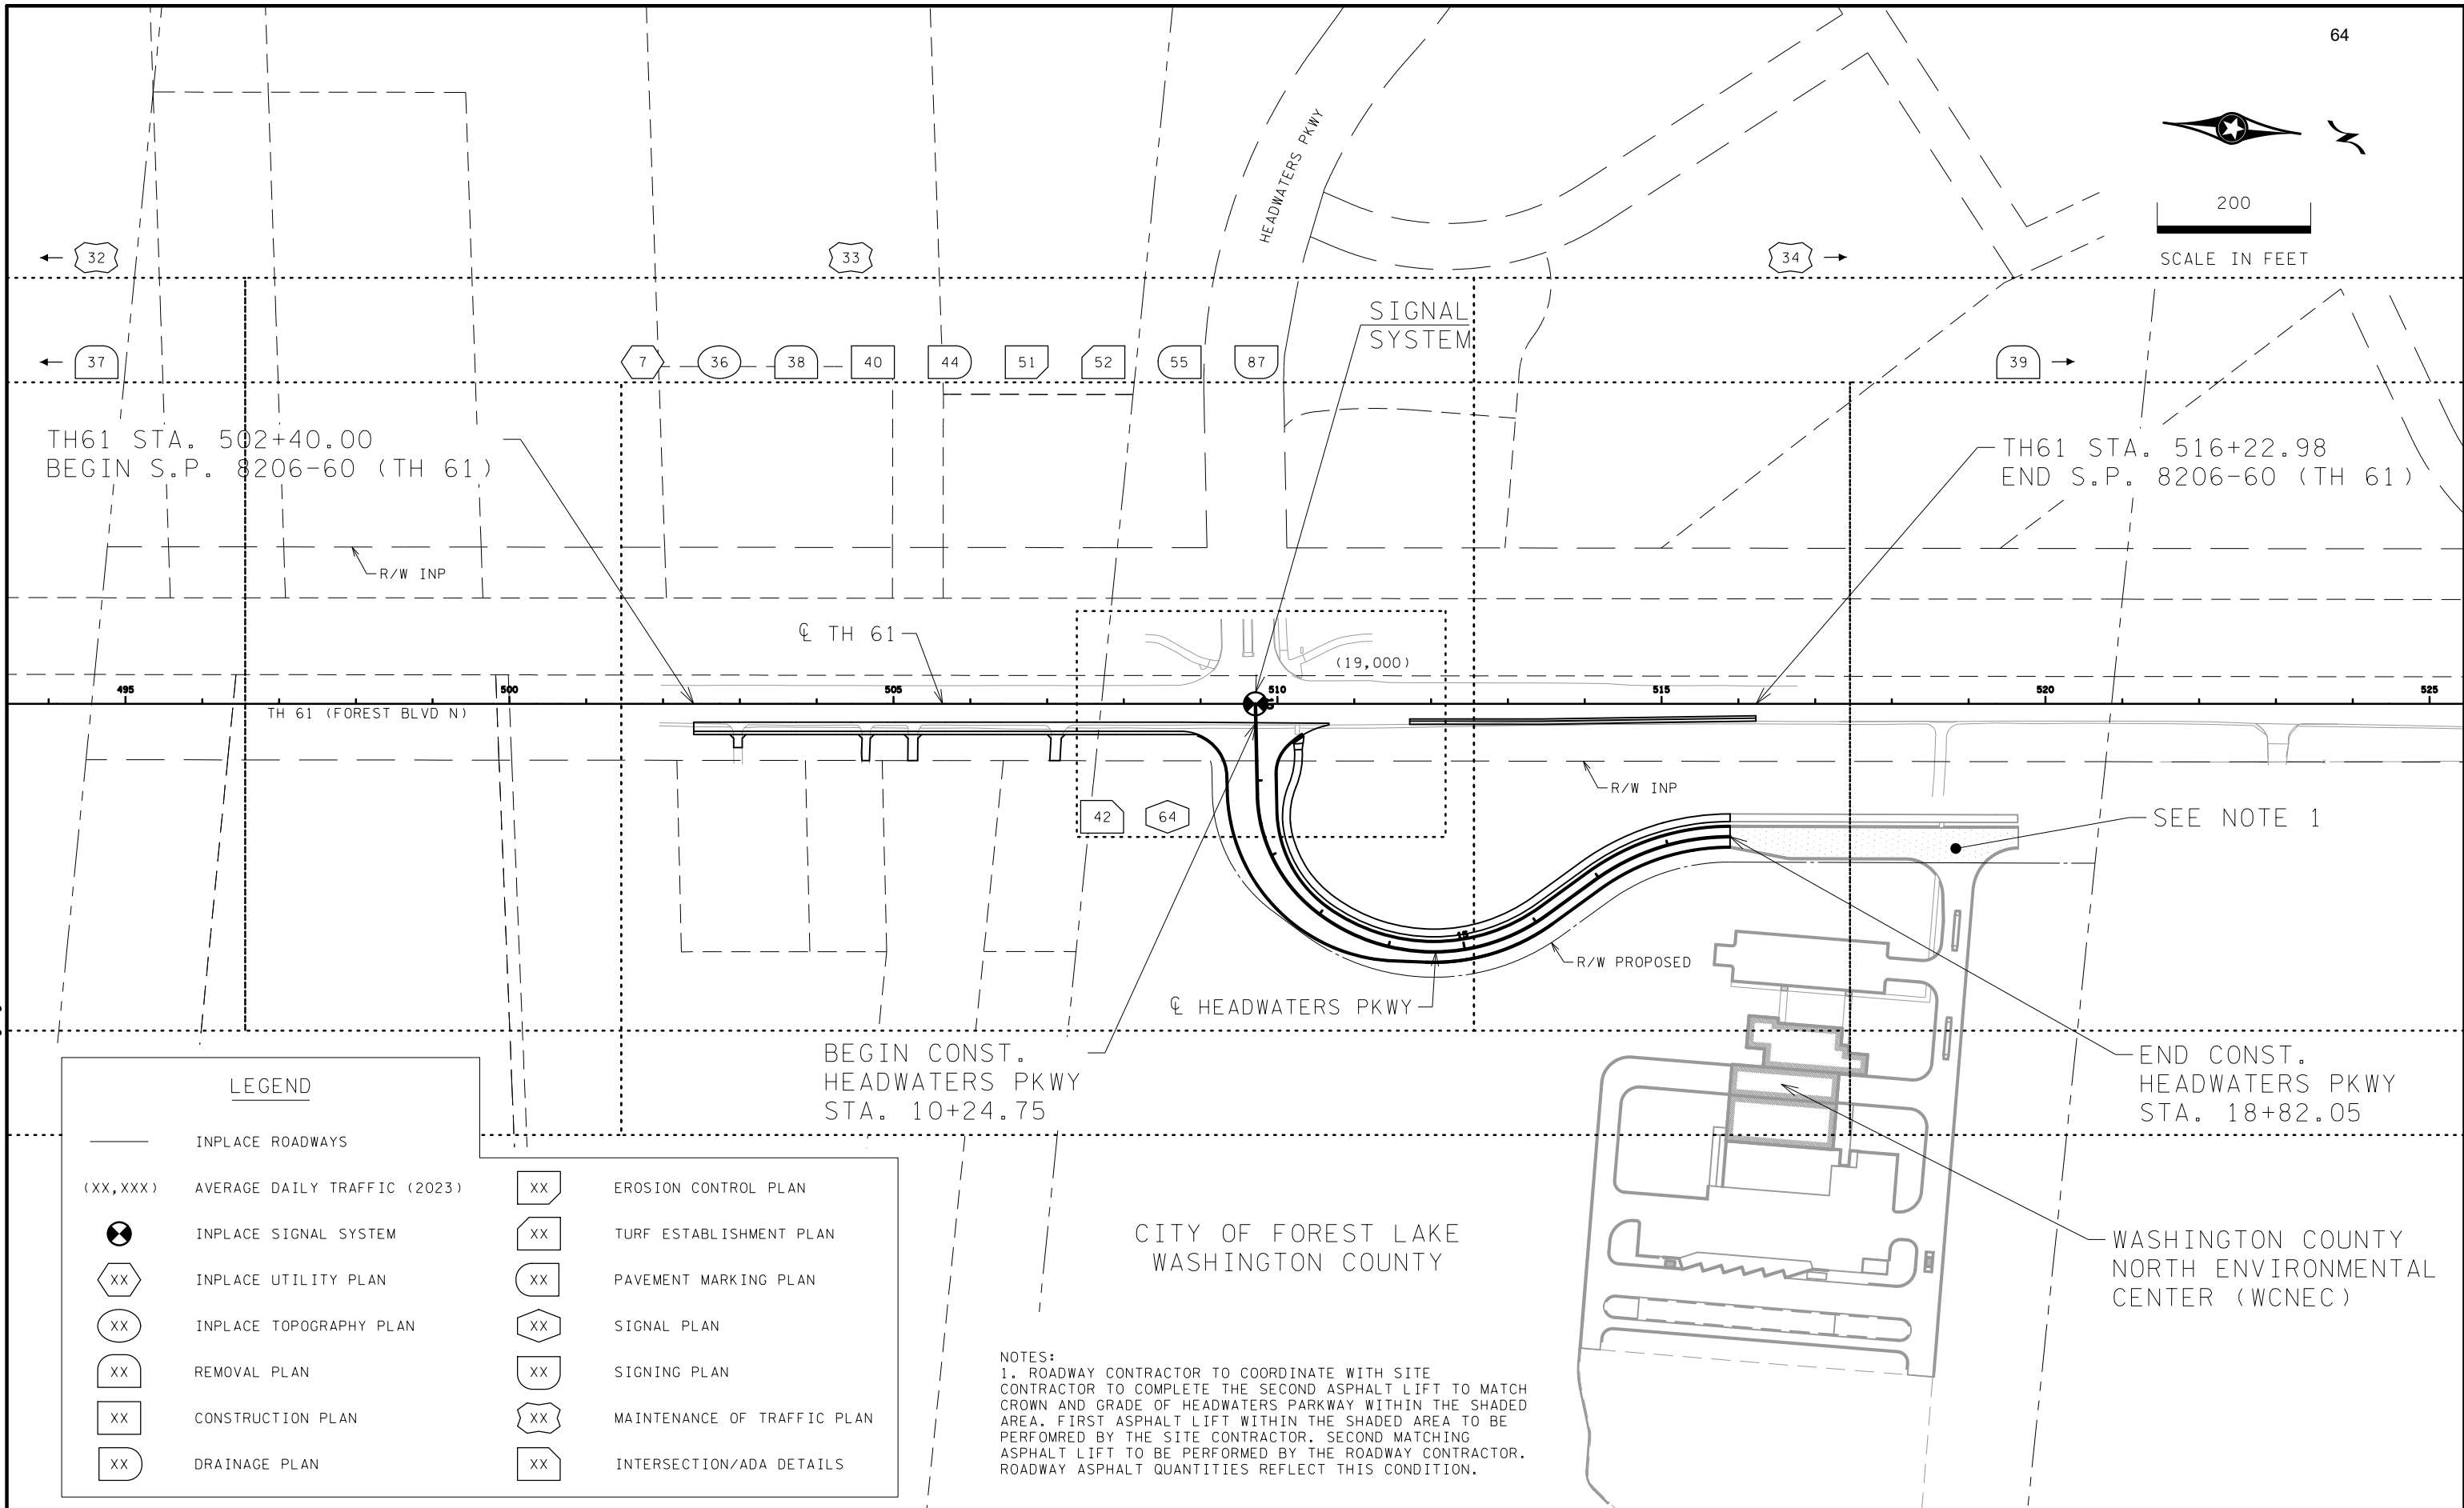 64
HEADWATERS PKWY
200
SCALE IN FEET
32
33
34
SIGNAL
SYSTEM
37
7
36
38
40
44
51
52
55
87
39
TH61 STA. 502+40.00
BEGIN S.P. 8206-60 (TH 61)
TH61 STA. 516+22.98
END S.P. 8206-60 (TH 61)
R/W INP
℄ TH 61
(19,000)
495
500
505
510
515
520
525
TH 61 (FOREST BLVD N)
R/W INP
42
64
SEE NOTE 1
15
R/W PROPOSED
℄ HEADWATERS PKWY
BEGIN CONST.
HEADWATERS PKWY
STA. 10+24.75
END CONST.
HEADWATERS PKWY
STA. 18+82.05
LEGEND
INPLACE ROADWAYS
(XX,XXX) AVERAGE DAILY TRAFFIC (2023)
INPLACE SIGNAL SYSTEM
XX INPLACE UTILITY PLAN
XX INPLACE TOPOGRAPHY PLAN
XX REMOVAL PLAN
XX CONSTRUCTION PLAN
XX DRAINAGE PLAN
XX EROSION CONTROL PLAN
XX TURF ESTABLISHMENT PLAN
XX PAVEMENT MARKING PLAN
XX SIGNAL PLAN
XX SIGNING PLAN
XX MAINTENANCE OF TRAFFIC PLAN
XX INTERSECTION/ADA DETAILS
CITY OF FOREST LAKE
WASHINGTON COUNTY
WASHINGTON COUNTY
NORTH ENVIRONMENTAL
CENTER (WCNEC)
NOTES:
1. ROADWAY CONTRACTOR TO COORDINATE WITH SITE
CONTRACTOR TO COMPLETE THE SECOND ASPHALT LIFT TO MATCH
CROWN AND GRADE OF HEADWATERS PARKWAY WITHIN THE SHADED
AREA. FIRST ASPHALT LIFT WITHIN THE SHADED AREA TO BE
PERFOMRED BY THE SITE CONTRACTOR. SECOND MATCHING
ASPHALT LIFT TO BE PERFORMED BY THE ROADWAY CONTRACTOR.
ROADWAY ASPHALT QUANTITIES REFLECT THIS CONDITION.